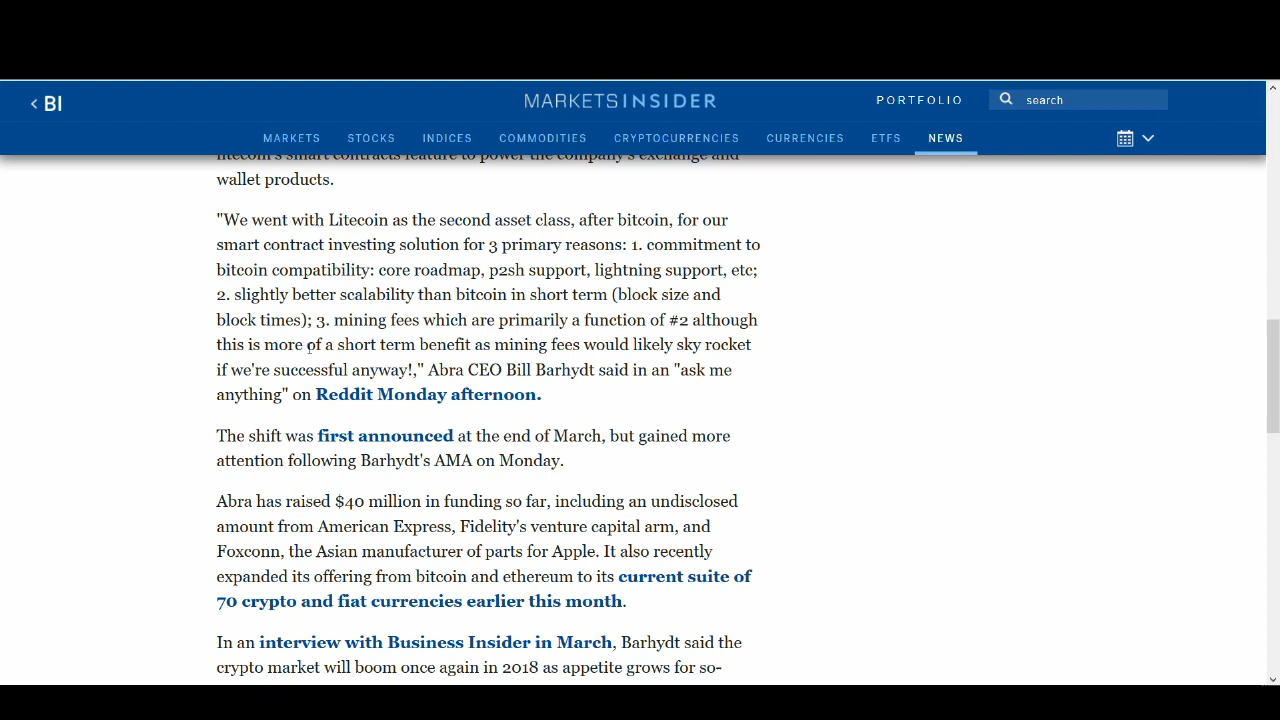 < BI
MARKETS INSIDER
PORTFOLIO
search
MARKETS STOCKS INDICES COMMODITIES CRYPTOCURRENCIES CURRENCIES ETFS NEWS
litecoin's smart contracts feature to power the company's exchange and
wallet products.
"We went with Litecoin as the second asset class, after bitcoin, for our
smart contract investing solution for 3 primary reasons: 1. commitment to
bitcoin compatibility: core roadmap, p2sh support, lightning support, etc;
2. slightly better scalability than bitcoin in short term (block size and
block times); 3. mining fees which are primarily a function of #2 although
this is more of a short term benefit as mining fees would likely sky rocket
if we're successful anyway!," Abra CEO Bill Barhydt said in an "ask me
anything" on Reddit Monday afternoon.
The shift was first announced at the end of March, but gained more
attention following Barhydt's AMA on Monday.
Abra has raised $40 million in funding so far, including an undisclosed
amount from American Express, Fidelity's venture capital arm, and
Foxconn, the Asian manufacturer of parts for Apple. It also recently
expanded its offering from bitcoin and ethereum to its current suite of
70 crypto and fiat currencies earlier this month.
In an interview with Business Insider in March, Barhydt said the
crypto market will boom once again in 2018 as appetite grows for so-